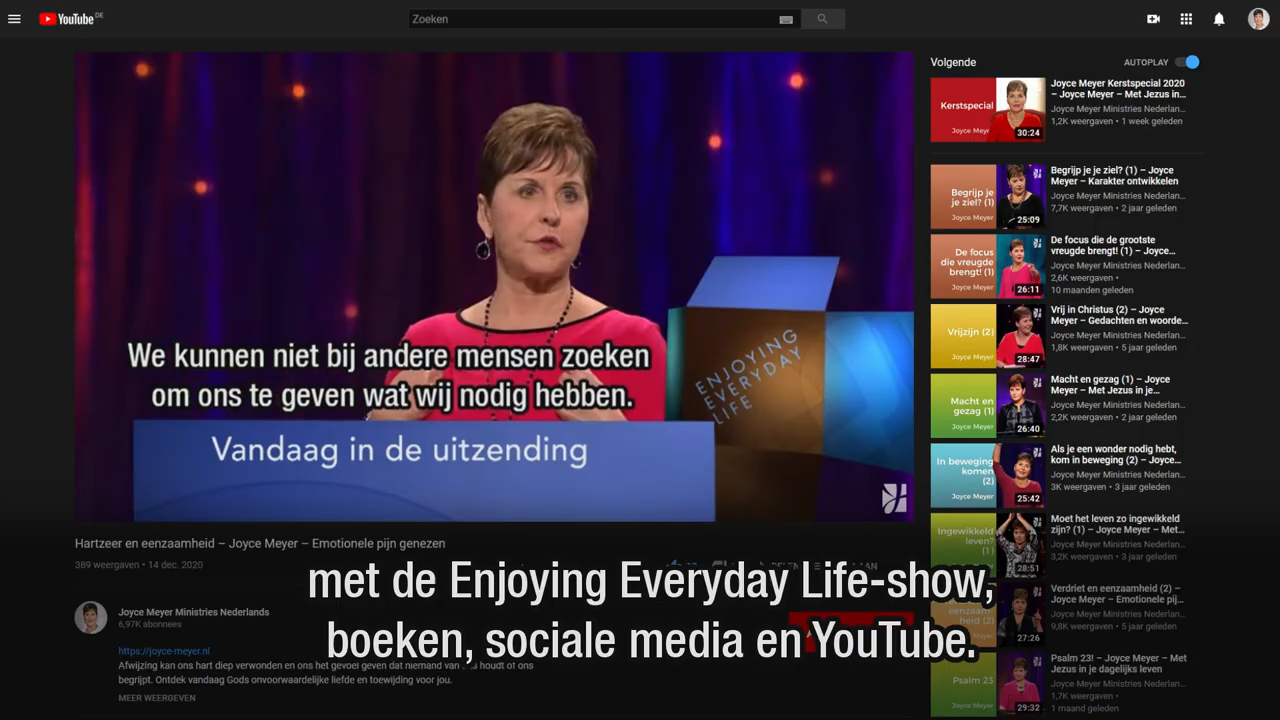 YouTube DE
Zoeken
We kunnen niet bij andere mensen zoeken
om ons te geven wat wij nodig hebben.
ENJOYING
EVERYDAY
LIFE
Vandaag in de uitzending
Hartzeer en eenzaamheid – Joyce Meyer – Emotionele pijn genezen
389 weergaven • 14 dec. 2020
met de Enjoying Everyday Life-show,
boeken, sociale media en YouTube.
Joyce Meyer Ministries Nederlands
6,97K abonnees
https://joyce-meyer.nl
Afwijzing kan ons hart diep verwonden en ons het gevoel geven dat niemand van houdt of ons
begrijpt. Ontdek vandaag Gods onvoorwaardelijke liefde en toewijding voor jou.
MEER WEERGEVEN
Volgende
AUTOPLAY
Kerstspecial
Joyce Meye
30:24
Joyce Meyer Kerstspecial 2020
– Joyce Meyer – Met Jezus in...
Joyce Meyer Ministries Nederlan...
1,2K weergaven • 1 week geleden
Begrijp je
je ziel? (1)
Joyce Meyer
25:09
Begrijp je je ziel? (1) – Joyce
Meyer – Karakter ontwikkelen
Joyce Meyer Ministries Nederlan...
7,7K weergaven • 2 jaar geleden
De focus
die vreugde
brengt! (1)
Joyce Meyer
26:11
De focus die de grootste
vreugde brengt! (1) – Joyce...
Joyce Meyer Ministries Nederlan...
2,6K weergaven •
10 maanden geleden
Vrijzijn (2)
Joyce Meyer
28:47
Vrij in Christus (2) – Joyce
Meyer – Gedachten en woorde...
Joyce Meyer Ministries Nederlan...
1,8K weergaven • 5 jaar geleden
Macht en
gezag (1)
Joyce Meyer
26:40
Macht en gezag (1) – Joyce
Meyer – Met Jezus in je...
Joyce Meyer Ministries Nederlan...
2,2K weergaven • 2 jaar geleden
In beweging
komen
(2)
Joyce Meyer
25:42
Als je een wonder nodig hebt,
kom in beweging (2) – Joyce...
Joyce Meyer Ministries Nederlan...
3K weergaven • 3 jaar geleden
Ingewikkeld
leven?
(1)
28:51
Moet het leven zo ingewikkeld
zijn? (1) – Joyce Meyer – Met...
Joyce Meyer Ministries Nederlan...
3,2K weergaven • 3 jaar geleden
eenzaam
heid (2)
27:26
Verdriet en eenzaamheid (2) –
Joyce Meyer – Emotionele pij...
Joyce Meyer Ministries Nederlan...
9,8K weergaven • 5 jaar geleden
Psalm 23
29:32
Psalm 23! – Joyce Meyer – Met
Jezus in je dagelijks leven
Joyce Meyer Ministries Nederlan...
1,7K weergaven •
1 maand geleden